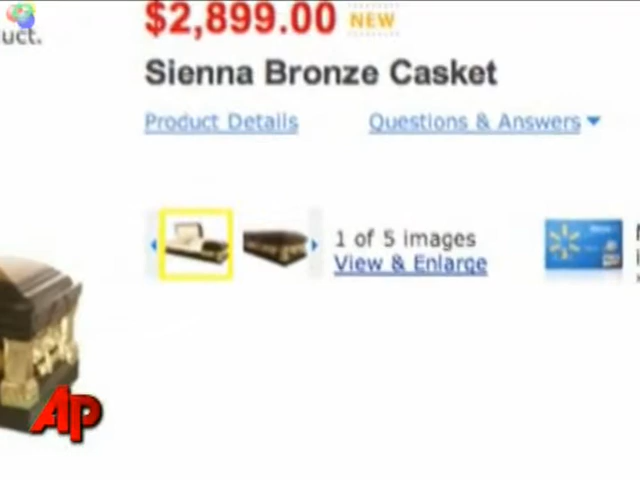 $2,899.00 NEW
uct.
Sienna Bronze Casket
Product Details Questions & Answers
1 of 5 images
View & Enlarge
AP